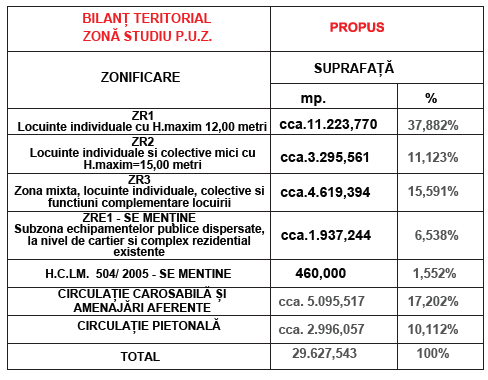 BILANȚ TERITORIAL
ZONĂ STUDIU P.U.Z.
PROPUS
ZONIFICARE
SUPRAFAȚĂ
mp. %
ZR1
Locuinte individuale cu H.maxim 12,00 metri
cca.11.223,770 37,882%
ZR2
Locuinte individuale si colective mici cu
H.maxim=15,00 metri
cca.3.295,561 11,123%
ZR3
Zona mixta, locuinte individuale, colective si
functiuni complementare locuirii
cca.4.619,394 15,591%
ZRE1 - SE MENȚINE
Subzona echipamentelor publice dispersate,
la nivel de cartier si complex rezidential
existente
cca.1.937,244 6,538%
H.C.LM. 504/ 2005 - SE MENTINE 460,000 1,552%
CIRCULAȚIE CAROSABILĂ ȘI
AMENAJĂRI AFERENTE
cca. 5.095,517 17,202%
CIRCULAȚIE PIETONALĂ cca. 2.996,057 10,112%
TOTAL 29.627,543 100%